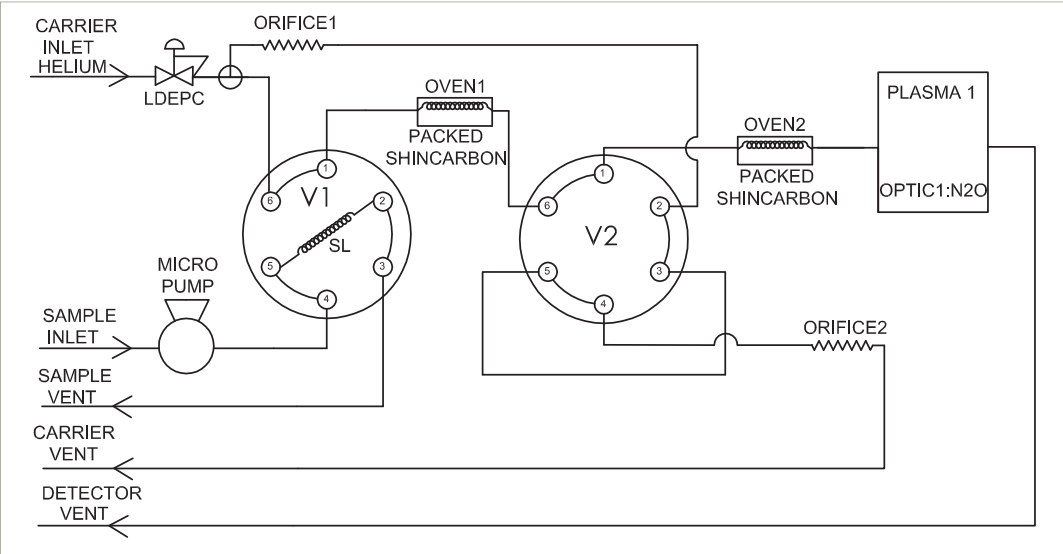 CARRIER
INLET
HELIUM
LDEPC
ORIFICE1
OVEN1
PACKED
SHINCARBON
OVEN2
PACKED
SHINCARBON
PLASMA 1
OPTIC1:N2O
V1
1
2
3
4
5
6
SL
V2
1
2
3
4
5
6
MICRO
PUMP
SAMPLE
INLET
ORIFICE2
SAMPLE
VENT
CARRIER
VENT
DETECTOR
VENT